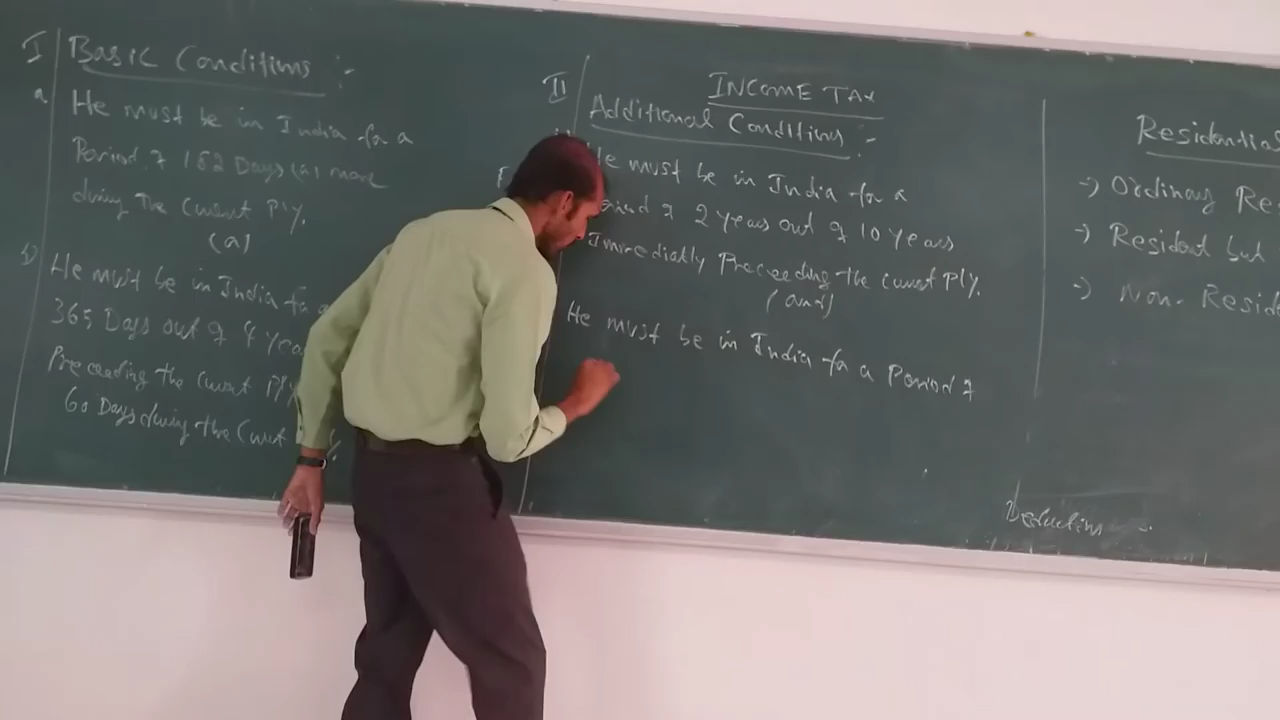 I Basic Conditions :-
a He must be in India for a
Period of 182 Days (or) more
during the Current P/Y.
(or)
b) He must be in India for
365 Days out of 4 Yea
Preceeding the Current P/Y
60 Days during the Current
INCOME TAX
II Additional Conditions :-
He must be in India for a
eriod of 2 years out of 10 years
Immediatly Preceeding the current P/Y.
(and)
He must be in India for a Period of
Residential
-) Ordinary Re
-) Resident but
-) Non-Resid
Deduction